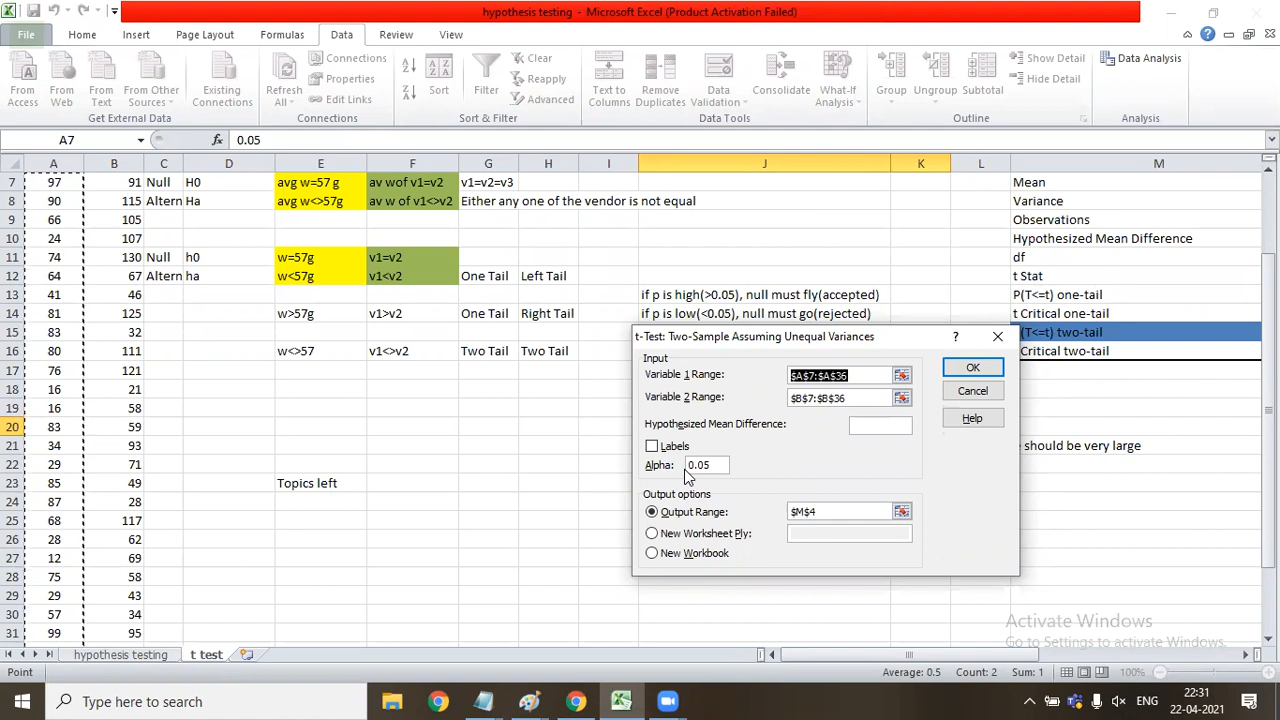 hypothesis testing - Microsoft Excel (Product Activation Failed)
File Home Insert Page Layout Formulas Data Review View
From Access From Web From Text From Other Sources Existing Connections Refresh All Connections Properties Edit Links Sort Filter Clear Reapply Advanced Text to Columns Remove Duplicates Data Validation Consolidate What-If Analysis Group Ungroup Subtotal Show Detail Hide Detail Data Analysis
Get External Data Connections Sort & Filter Data Tools Outline Analysis
A7 fx 0.05
A B C D E F G H I J K L M
7 97 91 Null H0 avg w=57 g av wof v1=v2 v1=v2=v3 Mean
8 90 115 Altern Ha avg w<>57g av w of v1<>v2 Either any one of the vendor is not equal Variance
9 66 105 Observations
10 24 107 Hypothesized Mean Difference
11 74 130 Null h0 w=57g v1=v2 df
12 64 67 Altern ha w<57g v1<v2 One Tail Left Tail t Stat
13 41 46 if p is high(>0.05), null must fly(accepted) P(T<=t) one-tail
14 81 125 w>57g v1>v2 One Tail Right Tail if p is low(<0.05), null must go(rejected) t Critical one-tail
15 83 32 (T<=t) two-tail
16 80 111 w<>57 v1<>v2 Two Tail Two Tail Critical two-tail
17 76 121
18 16 21
19 16 58
20 83 59
21 34 93 should be very large
22 29 71
23 85 49 Topics left
24 87 28
25 68 117
26 28 62
27 12 69
28 75 58
29 29 43
30 57 34
31 99 95
t-Test: Two-Sample Assuming Unequal Variances ?
Input
Variable 1 Range: $A$7:$A$36 OK
Variable 2 Range: $B$7:$B$36 Cancel
Hypothesized Mean Difference: Help
Labels
Alpha: 0.05
Output options
Output Range: $M$4
New Worksheet Ply:
New Workbook
Activate Windows
Go to Settings to activate Windows.
hypothesis testing t test
Point Average: 0.5 Count: 2 Sum: 1 100%
Type here to search ENG 22:31
22-04-2021